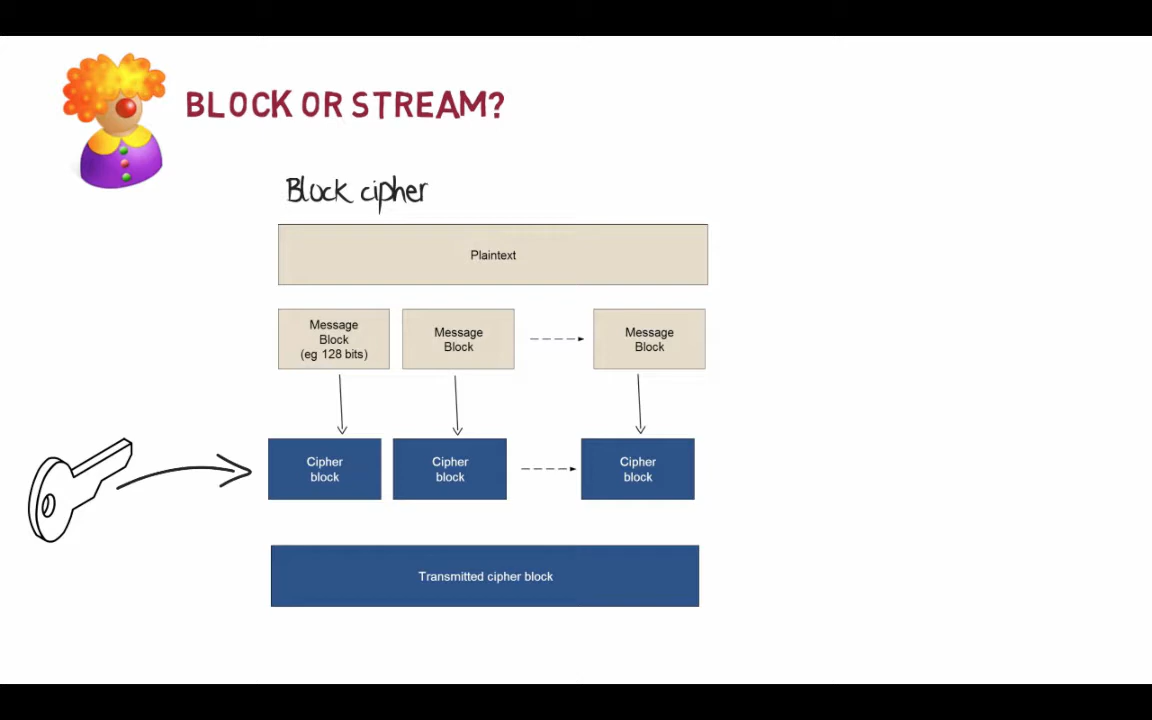 BLOCK OR STREAM?
Block cipher
Plaintext
Message
Block
(eg 128 bits)
Message
Block
Message
Block
Cipher
block
Cipher
block
Cipher
block
Transmitted cipher block